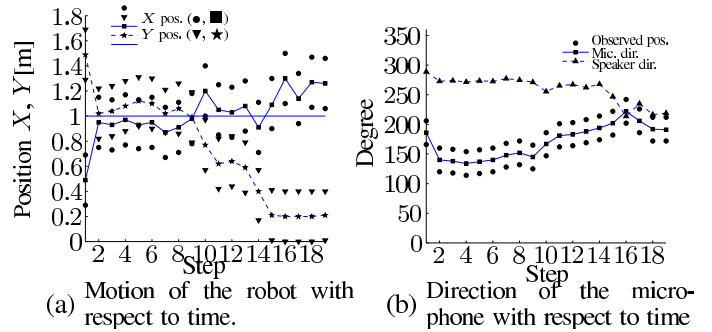 X pos. (●, ■)
Y pos. (▼, ★)
Position X, Y[m]
1.8
1.6
1.4
1.2
1
0.8
0.6
0.4
0.2
0
2 4 6 8 10 12 14 16 18
Step
(a) Motion of the robot with
respect to time.
Observed pos.
Mic. dir.
Speaker dir.
Degree
350
300
250
200
150
100
50
0
2 4 6 8 10 12 14 16 18
Step
(b) Direction of the micro-
phone with respect to time